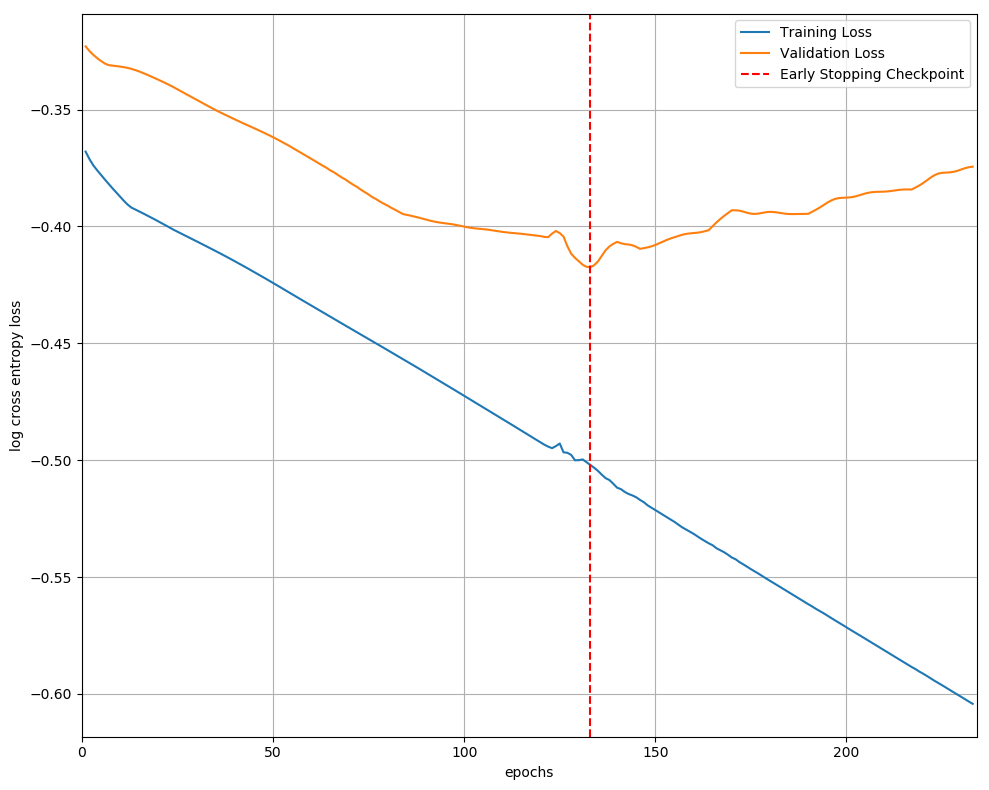 Training Loss
Validation Loss
Early Stopping Checkpoint
−0.35
−0.40
−0.45
−0.50
−0.55
−0.60
log cross entropy loss
0 50 100 150 200
epochs